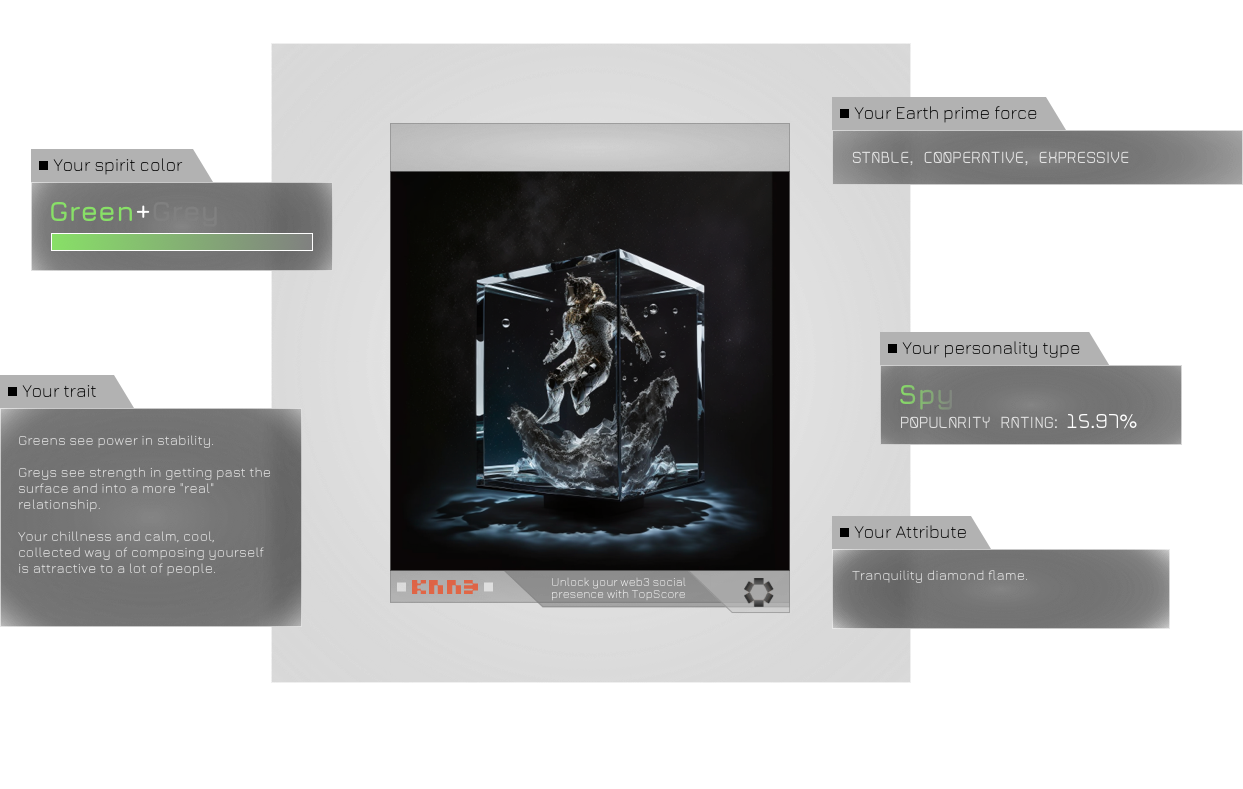 Your Earth prime force
STABLE, COOPERATIVE, EXPRESSIVE
Your spirit color
Green+Grey
Your personality type
Spy
POPULARITY RATING: 15.97%
Your trait
Greens see power in stability.
Greys see strength in getting past the
surface and into a more "real"
relationship.
Your chillness and calm, cool,
collected way of composing yourself
is attractive to a lot of people.
Your Attribute
Tranquility diamond flame.
KNN3
Unlock your web3 social
presence with TopScore